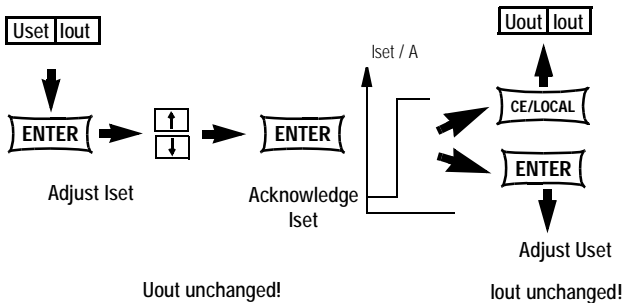 Uset Iout
Uout Iout
Iset / A
ENTER
ENTER
CE/LOCAL
ENTER
Adjust Iset
Acknowledge
Iset
Adjust Uset
Uout unchanged!
Iout unchanged!